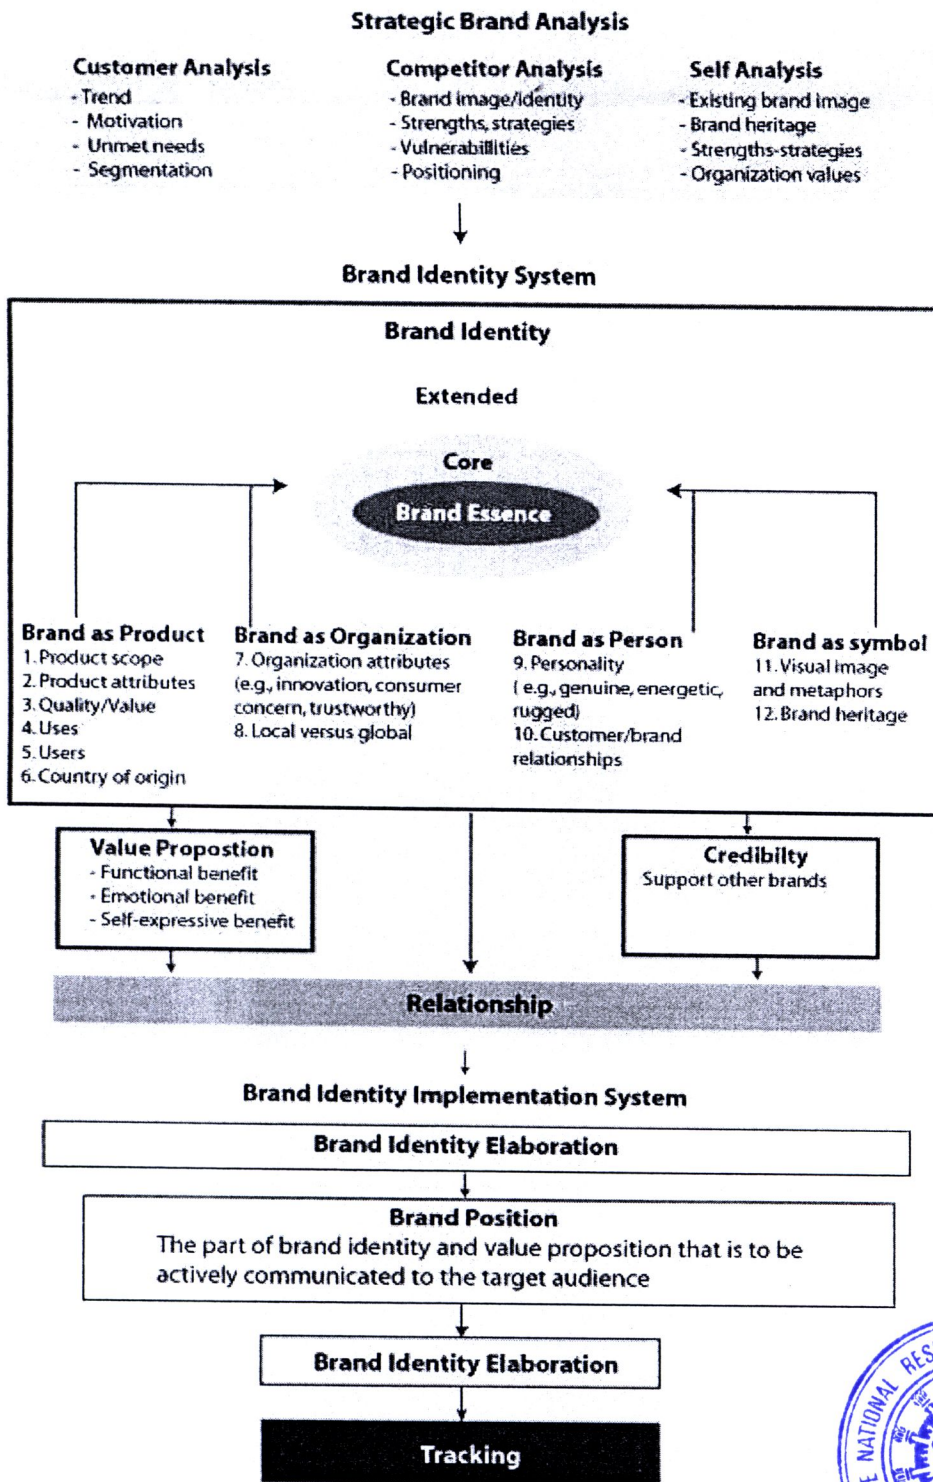 Strategic Brand Analysis
Customer Analysis
- Trend
- Motivation
- Unmet needs
- Segmentation
Competitor Analysis
- Brand image/identity
- Strengths, strategies
- Vulnerabillities
- Positioning
Self Analysis
- Existing brand image
- Brand heritage
- Strengths-strategies
- Organization values
Brand Identity System
Brand Identity
Extended
Core
Brand Essence
Brand as Product
1. Product scope
2. Product attributes
3. Quality/Value
4. Uses
5. Users
6. Country of origin
Brand as Organization
7. Organization attributes
(e.g., innovation, consumer
concern, trustworthy)
8. Local versus global
Brand as Person
9. Personality
( e.g., genuine, energetic,
rugged)
10. Customer/brand
relationships
Brand as symbol
11. Visual image
and metaphors
12. Brand heritage
Value Propostion
- Functional benefit
- Emotional benefit
- Self-expressive benefit
Credibilty
Support other brands
Relationship
Brand Identity Implementation System
Brand Identity Elaboration
Brand Position
The part of brand identity and value proposition that is to be
actively communicated to the target audience
Brand Identity Elaboration
Tracking
NATIONAL